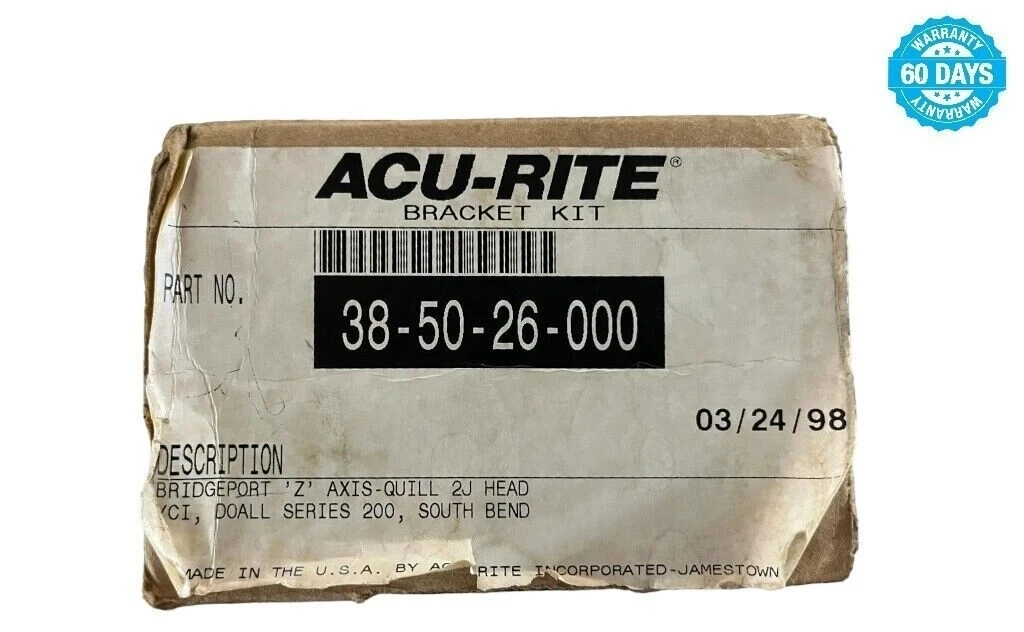 WARRANTY
60 DAYS
WARRANTY
ACU-RITE®
BRACKET KIT
PART NO.
38-50-26-000
03/24/98
DESCRIPTION
BRIDGEPORT 'Z' AXIS-QUILL 2J HEAD
YCI, DOALL SERIES 200, SOUTH BEND
MADE IN THE U.S.A. BY RITE INCORPORATED-JAMESTOWN